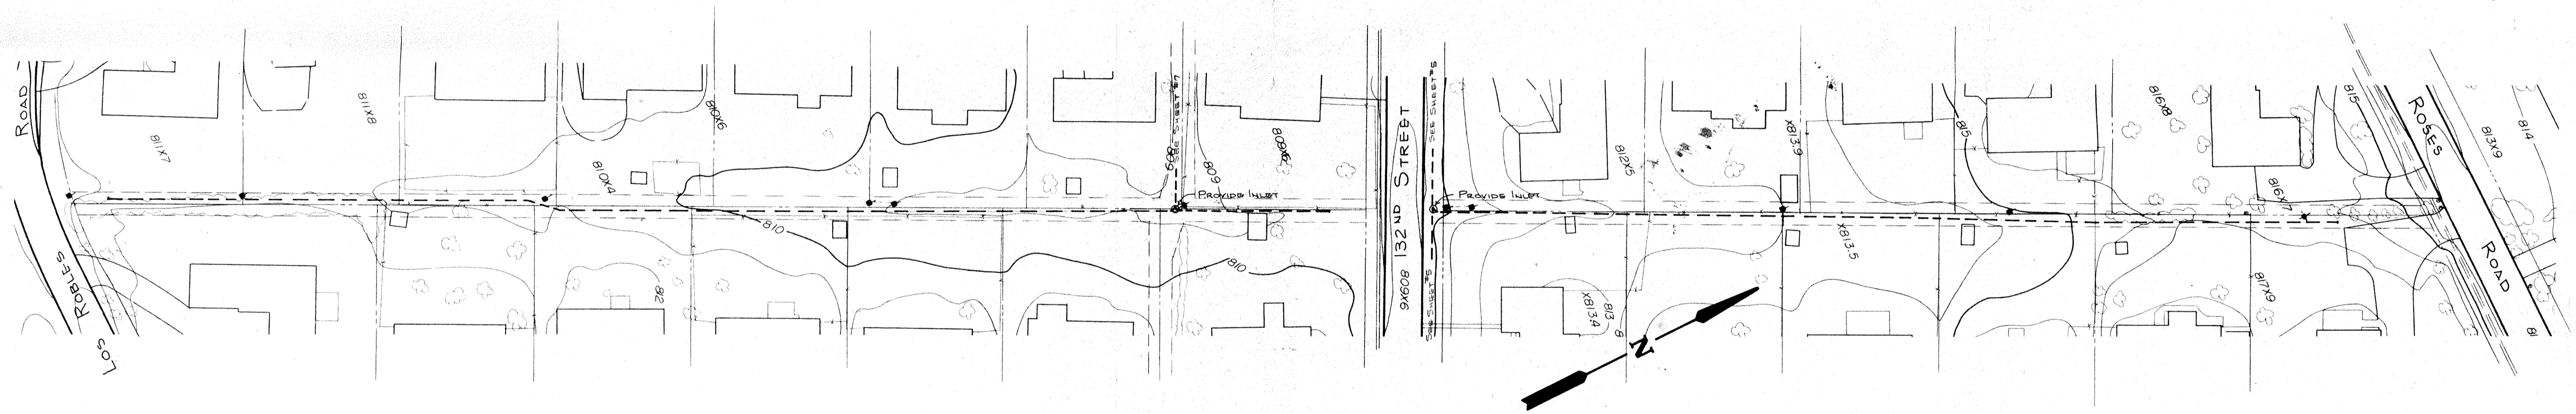 ROAD
LOS ROBLES
811X7
811X8
810X4
810X6
812
810
810
809
SEE SHEET #7
809
PROVIDE INLET
132ND STREET
9X608
SEE SHEET #5
SEE SHEET #5
PROVIDE INLET
812X5
X813.9
X813.5
X813.4
813
N
815
816X8
816X7
817X9
815
ROSES
ROAD
813X9
814
81